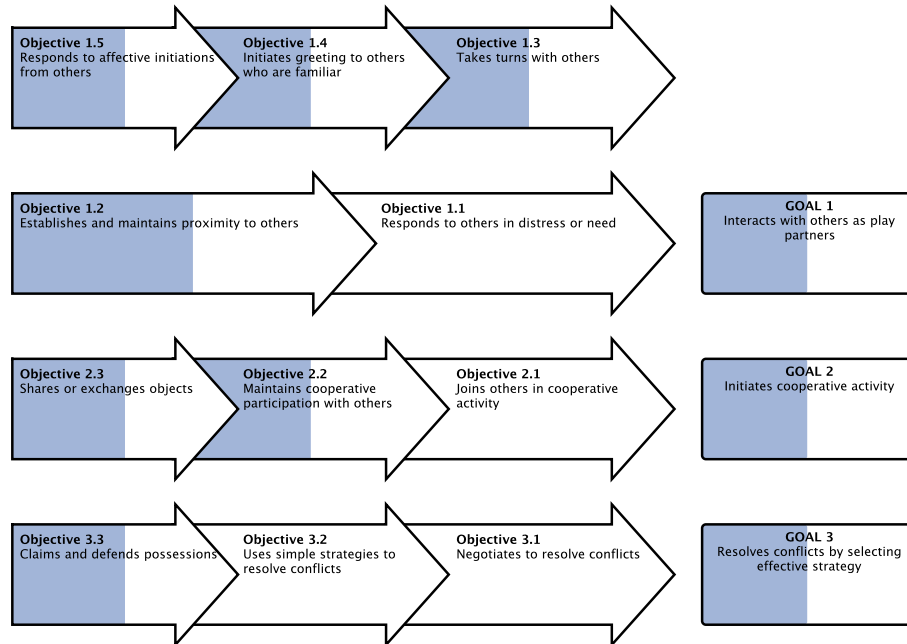 Objective 1.5
Responds to affective initiations
from others
Objective 1.4
Initiates greeting to others
who are familiar
Objective 1.3
Takes turns with others
Objective 1.2
Establishes and maintains proximity to others
Objective 1.1
Responds to others in distress or need
GOAL 1
Interacts with others as play
partners
Objective 2.3
Shares or exchanges objects
Objective 2.2
Maintains cooperative
participation with others
Objective 2.1
Joins others in cooperative
activity
GOAL 2
Initiates cooperative activity
Objective 3.3
Claims and defends possessions
Objective 3.2
Uses simple strategies to
resolve conflicts
Objective 3.1
Negotiates to resolve conflicts
GOAL 3
Resolves conflicts by selecting
effective strategy